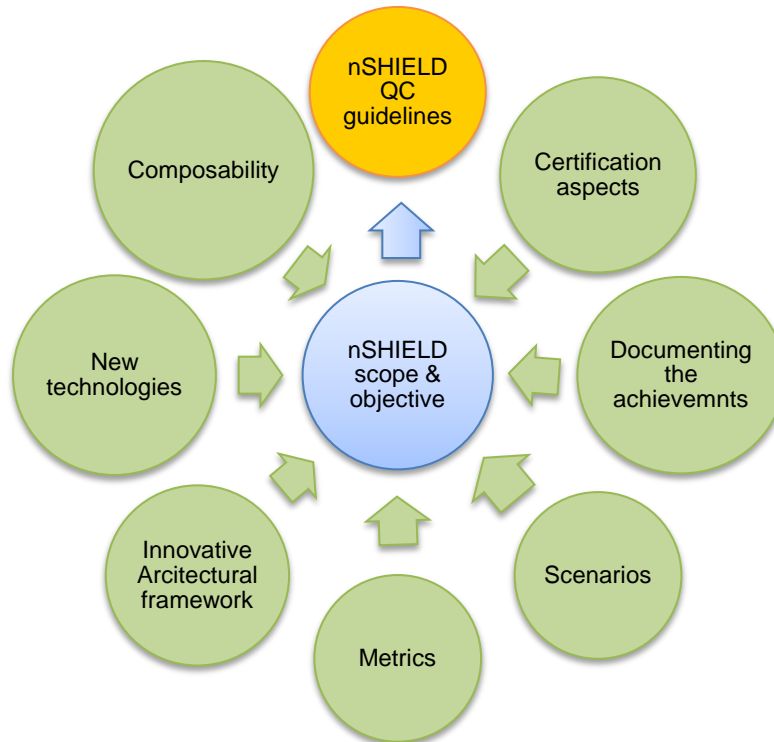 nSHIELD
QC
guidelines
Composability
Certification
aspects
New
technologies
nSHIELD
scope &
objective
Documenting
the
achievemnts
Innovative
Arcitectural
framework
Scenarios
Metrics